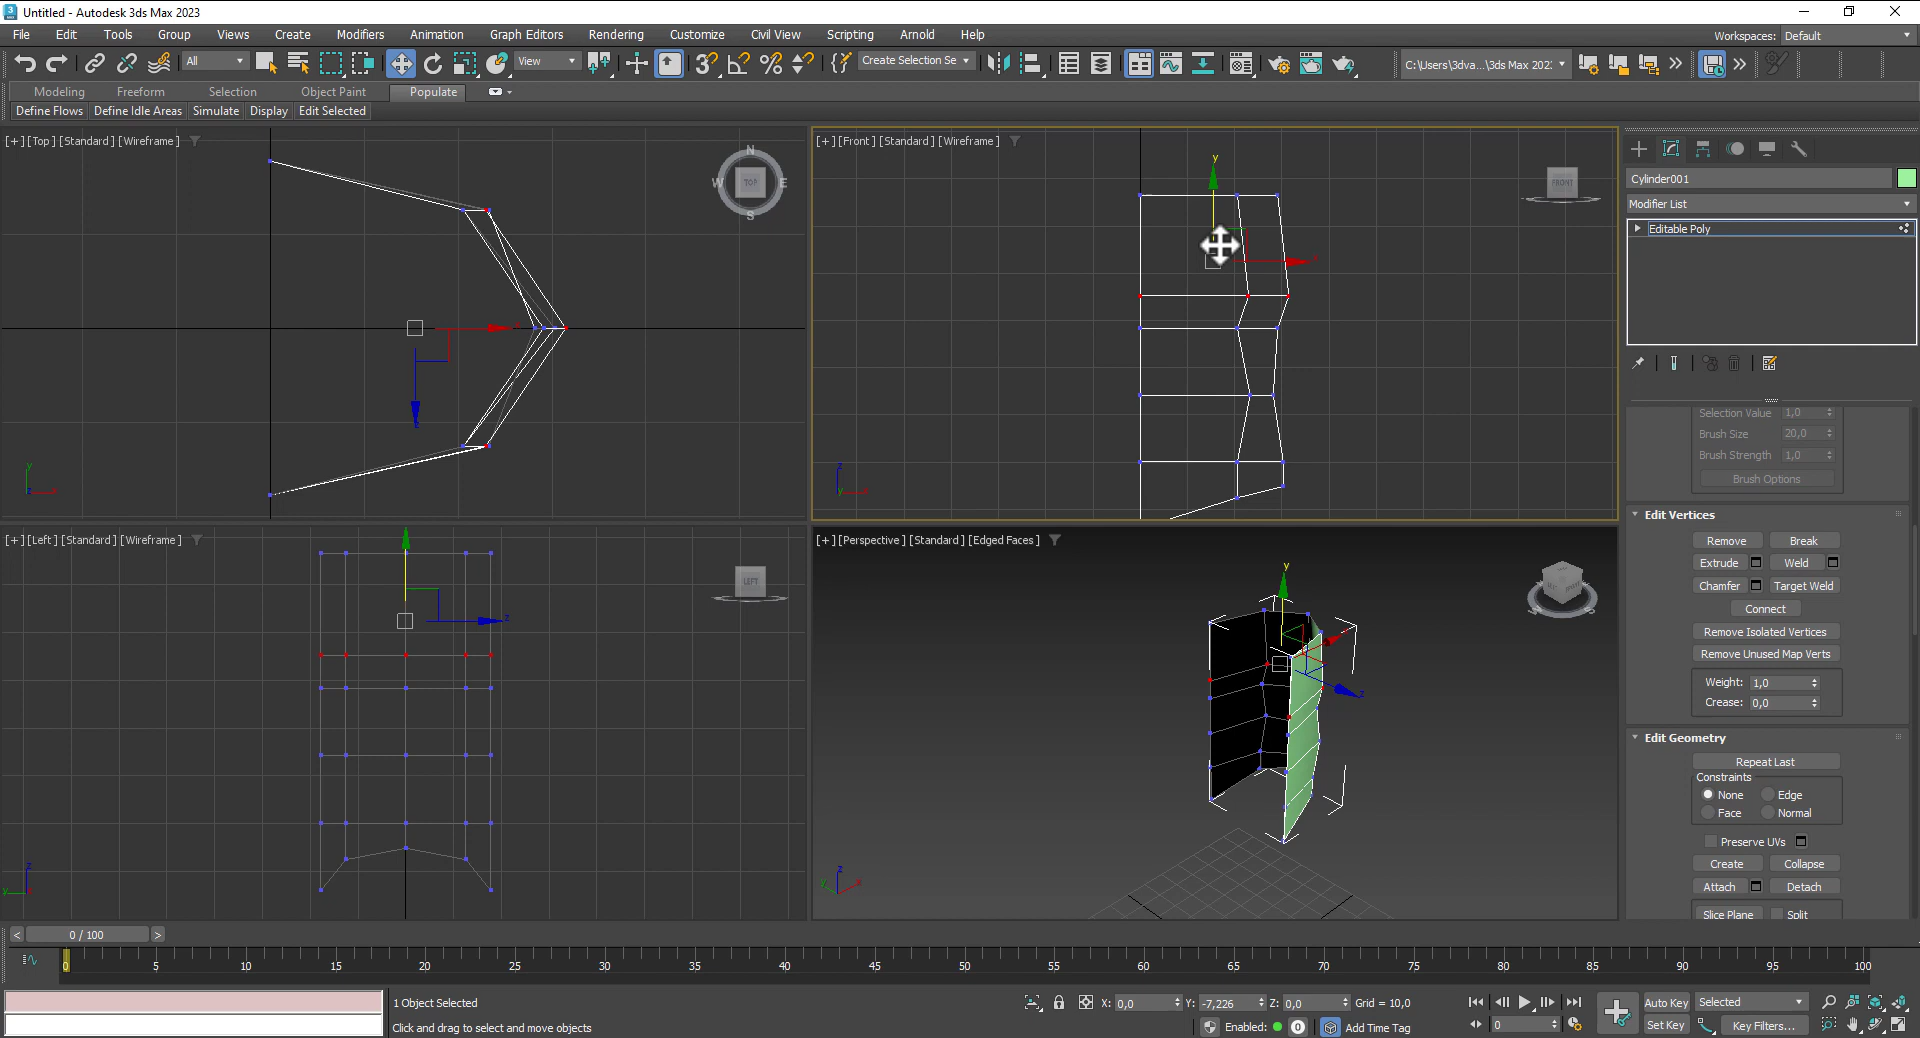 Untitled - Autodesk 3ds Max 2023
File Edit Tools Group Views Create Modifiers Animation Graph Editors Rendering Customize Civil View Scripting Arnold Help
Workspaces: Default
All View Create Selection Se C:\Users\3dva...\3ds Max 202:
Modeling Freeform Selection Object Paint Populate
Define Flows Define Idle Areas Simulate Display Edit Selected
[+] [Top] [Standard] [Wireframe]
[+] [Front] [Standard] [Wireframe]
N
W TOP E
S
FRONT
Cylinder001
Modifier List
Editable Poly
Selection Value 1,0
Brush Size 20,0
Brush Strength 1,0
Brush Options
Edit Vertices
Remove Break
Extrude Weld
Chamfer Target Weld
Connect
Remove Isolated Vertices
Remove Unused Map Verts
Weight: 1,0
Crease: 0,0
Edit Geometry
Repeat Last
Constraints
None Edge
Face Normal
Preserve UVs
Create Collapse
Attach Detach
Slice Plane Split
[+] [Left] [Standard] [Wireframe]
LEFT
[+] [Perspective] [Standard] [Edged Faces]
< 0 / 100 >
0 5 10 15 20 25 30 35 40 45 50 55 60 65 70 75 80 85 90 95 100
1 Object Selected
Click and drag to select and move objects
X: 0,0 Y: -7,226 Z: 0,0 Grid = 10,0
Enabled: 0 Add Time Tag
0
Auto Key Selected
Set Key Key Filters...